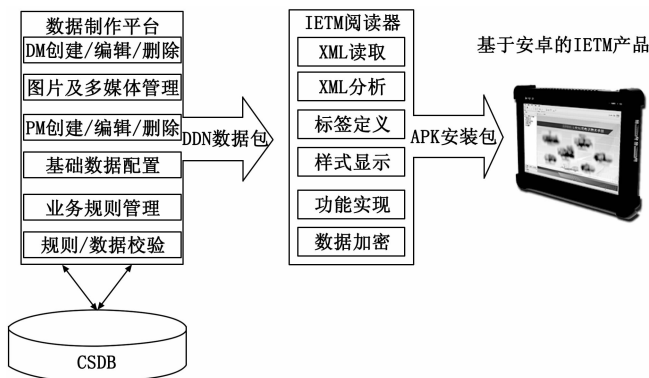 数据制作平台
DM创建/编辑/删除
图片及多媒体管理
PM创建/编辑/删除
基础数据配置
业务规则管理
规则/数据校验
CSDB
DDN数据包
IETM阅读器
XML读取
XML分析
标签定义
样式显示
功能实现
数据加密
APK安装包
基于安卓的IETM产品